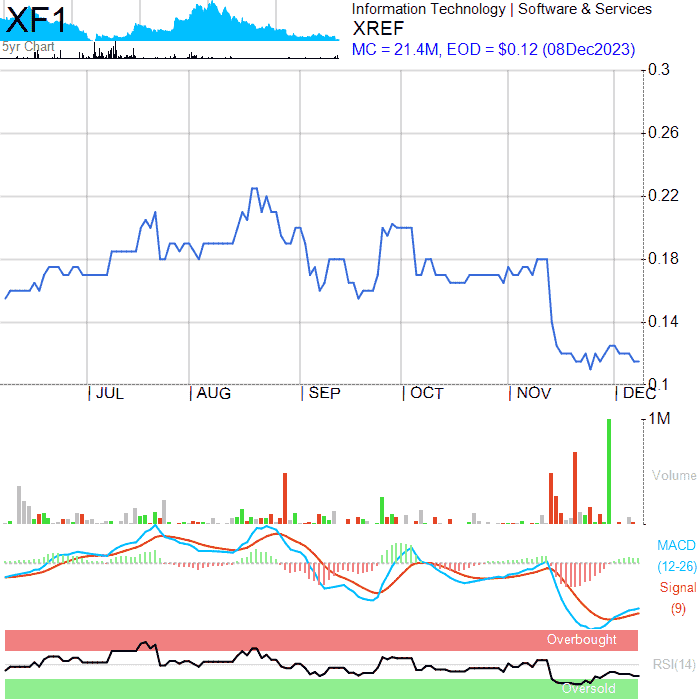 XF1
5yr Chart
Information Technology | Software & Services
XREF
MC = 21.4M, EOD = $0.12 (08Dec2023)
0.3
0.26
0.22
0.18
0.14
0.1
JUL AUG SEP OCT NOV DEC
1M
Volume
MACD
(12-26)
Signal
(9)
Overbought
RSI(14)
Oversold